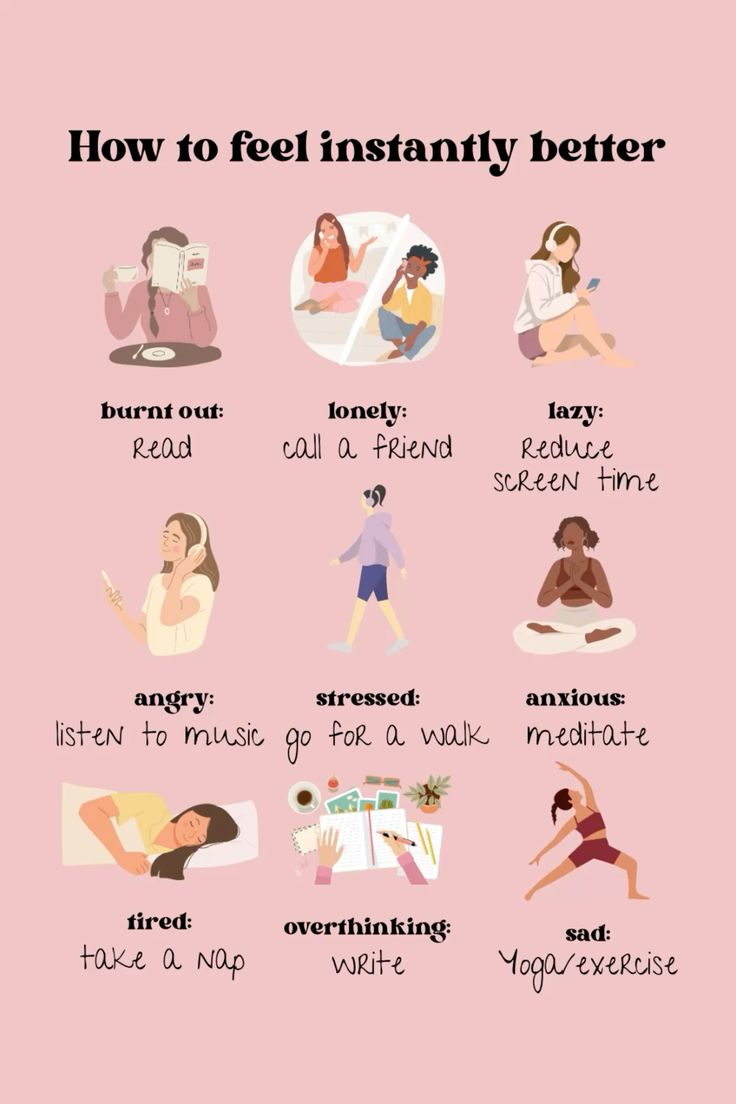 How to feel instantly better
burnt out:
Read
lonely:
call a friend
lazy:
Reduce
screen time
angry:
listen to music
stressed:
go for a walk
anxious:
meditate
tired:
take a nap
overthinking:
write
sad:
Yoga/exercise